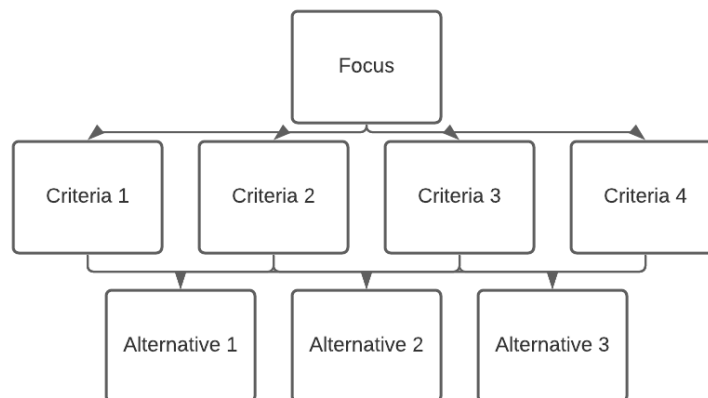 Focus
Criteria 1
Criteria 2
Criteria 3
Criteria 4
Alternative 1
Alternative 2
Alternative 3